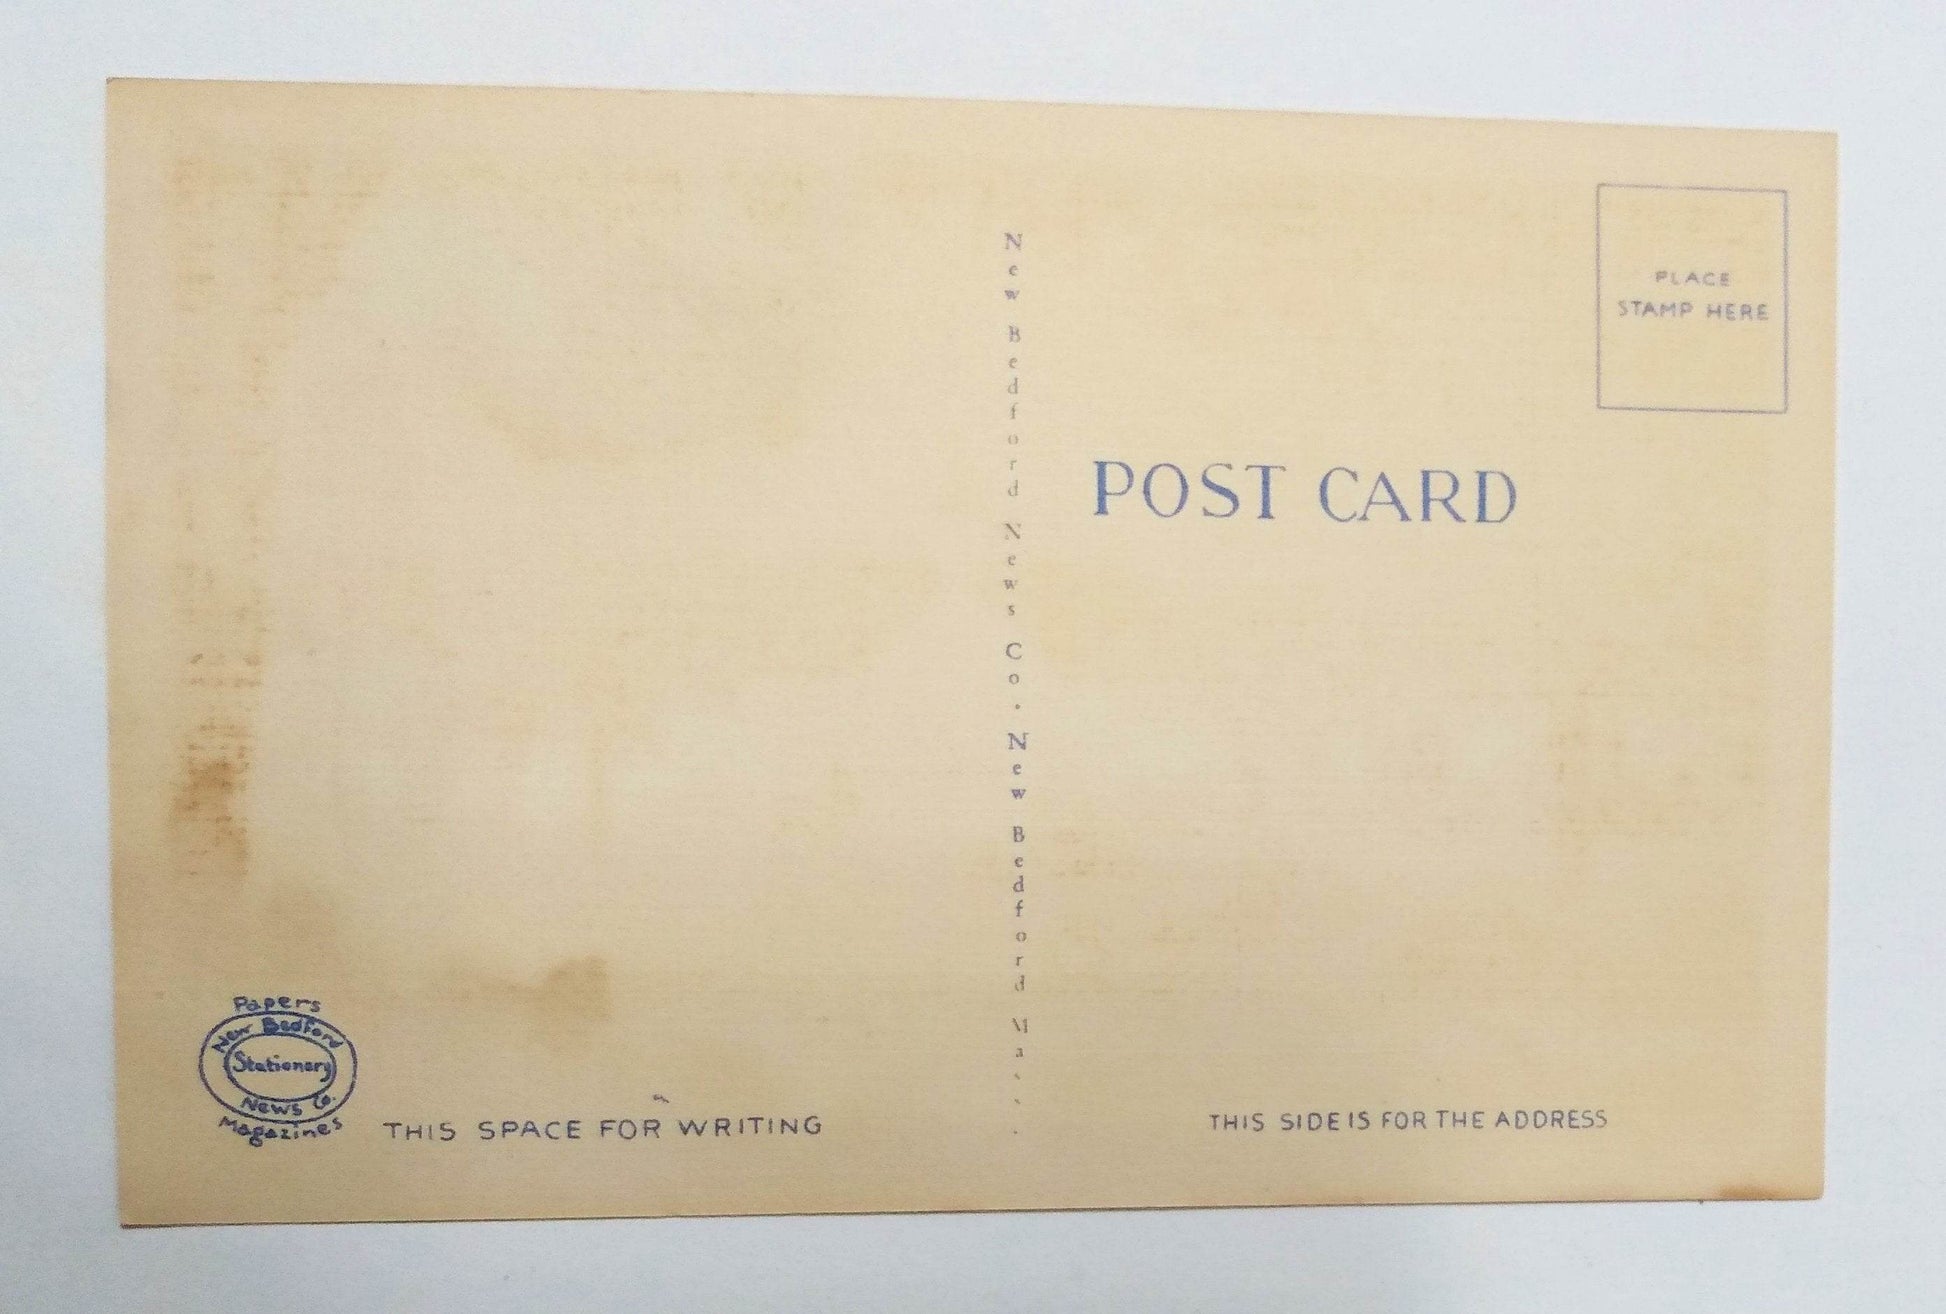 PLACE
STAMP HERE
POST CARD
New Bedford News Co. New Bedford Mass.
Papers
New Bedford
Stationery
News Co.
Magazines
THIS SPACE FOR WRITING
THIS SIDE IS FOR THE ADDRESS